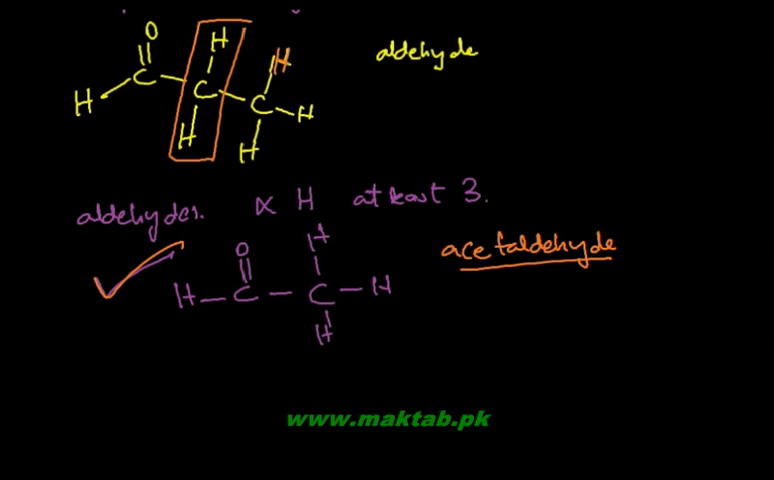 O
H
H
aldehyde
C
C
H
C
H
H
H
aldehydes. ∝ H at least 3.
H
O
acetaldehyde
H — C — C — H
H
www.maktab.pk